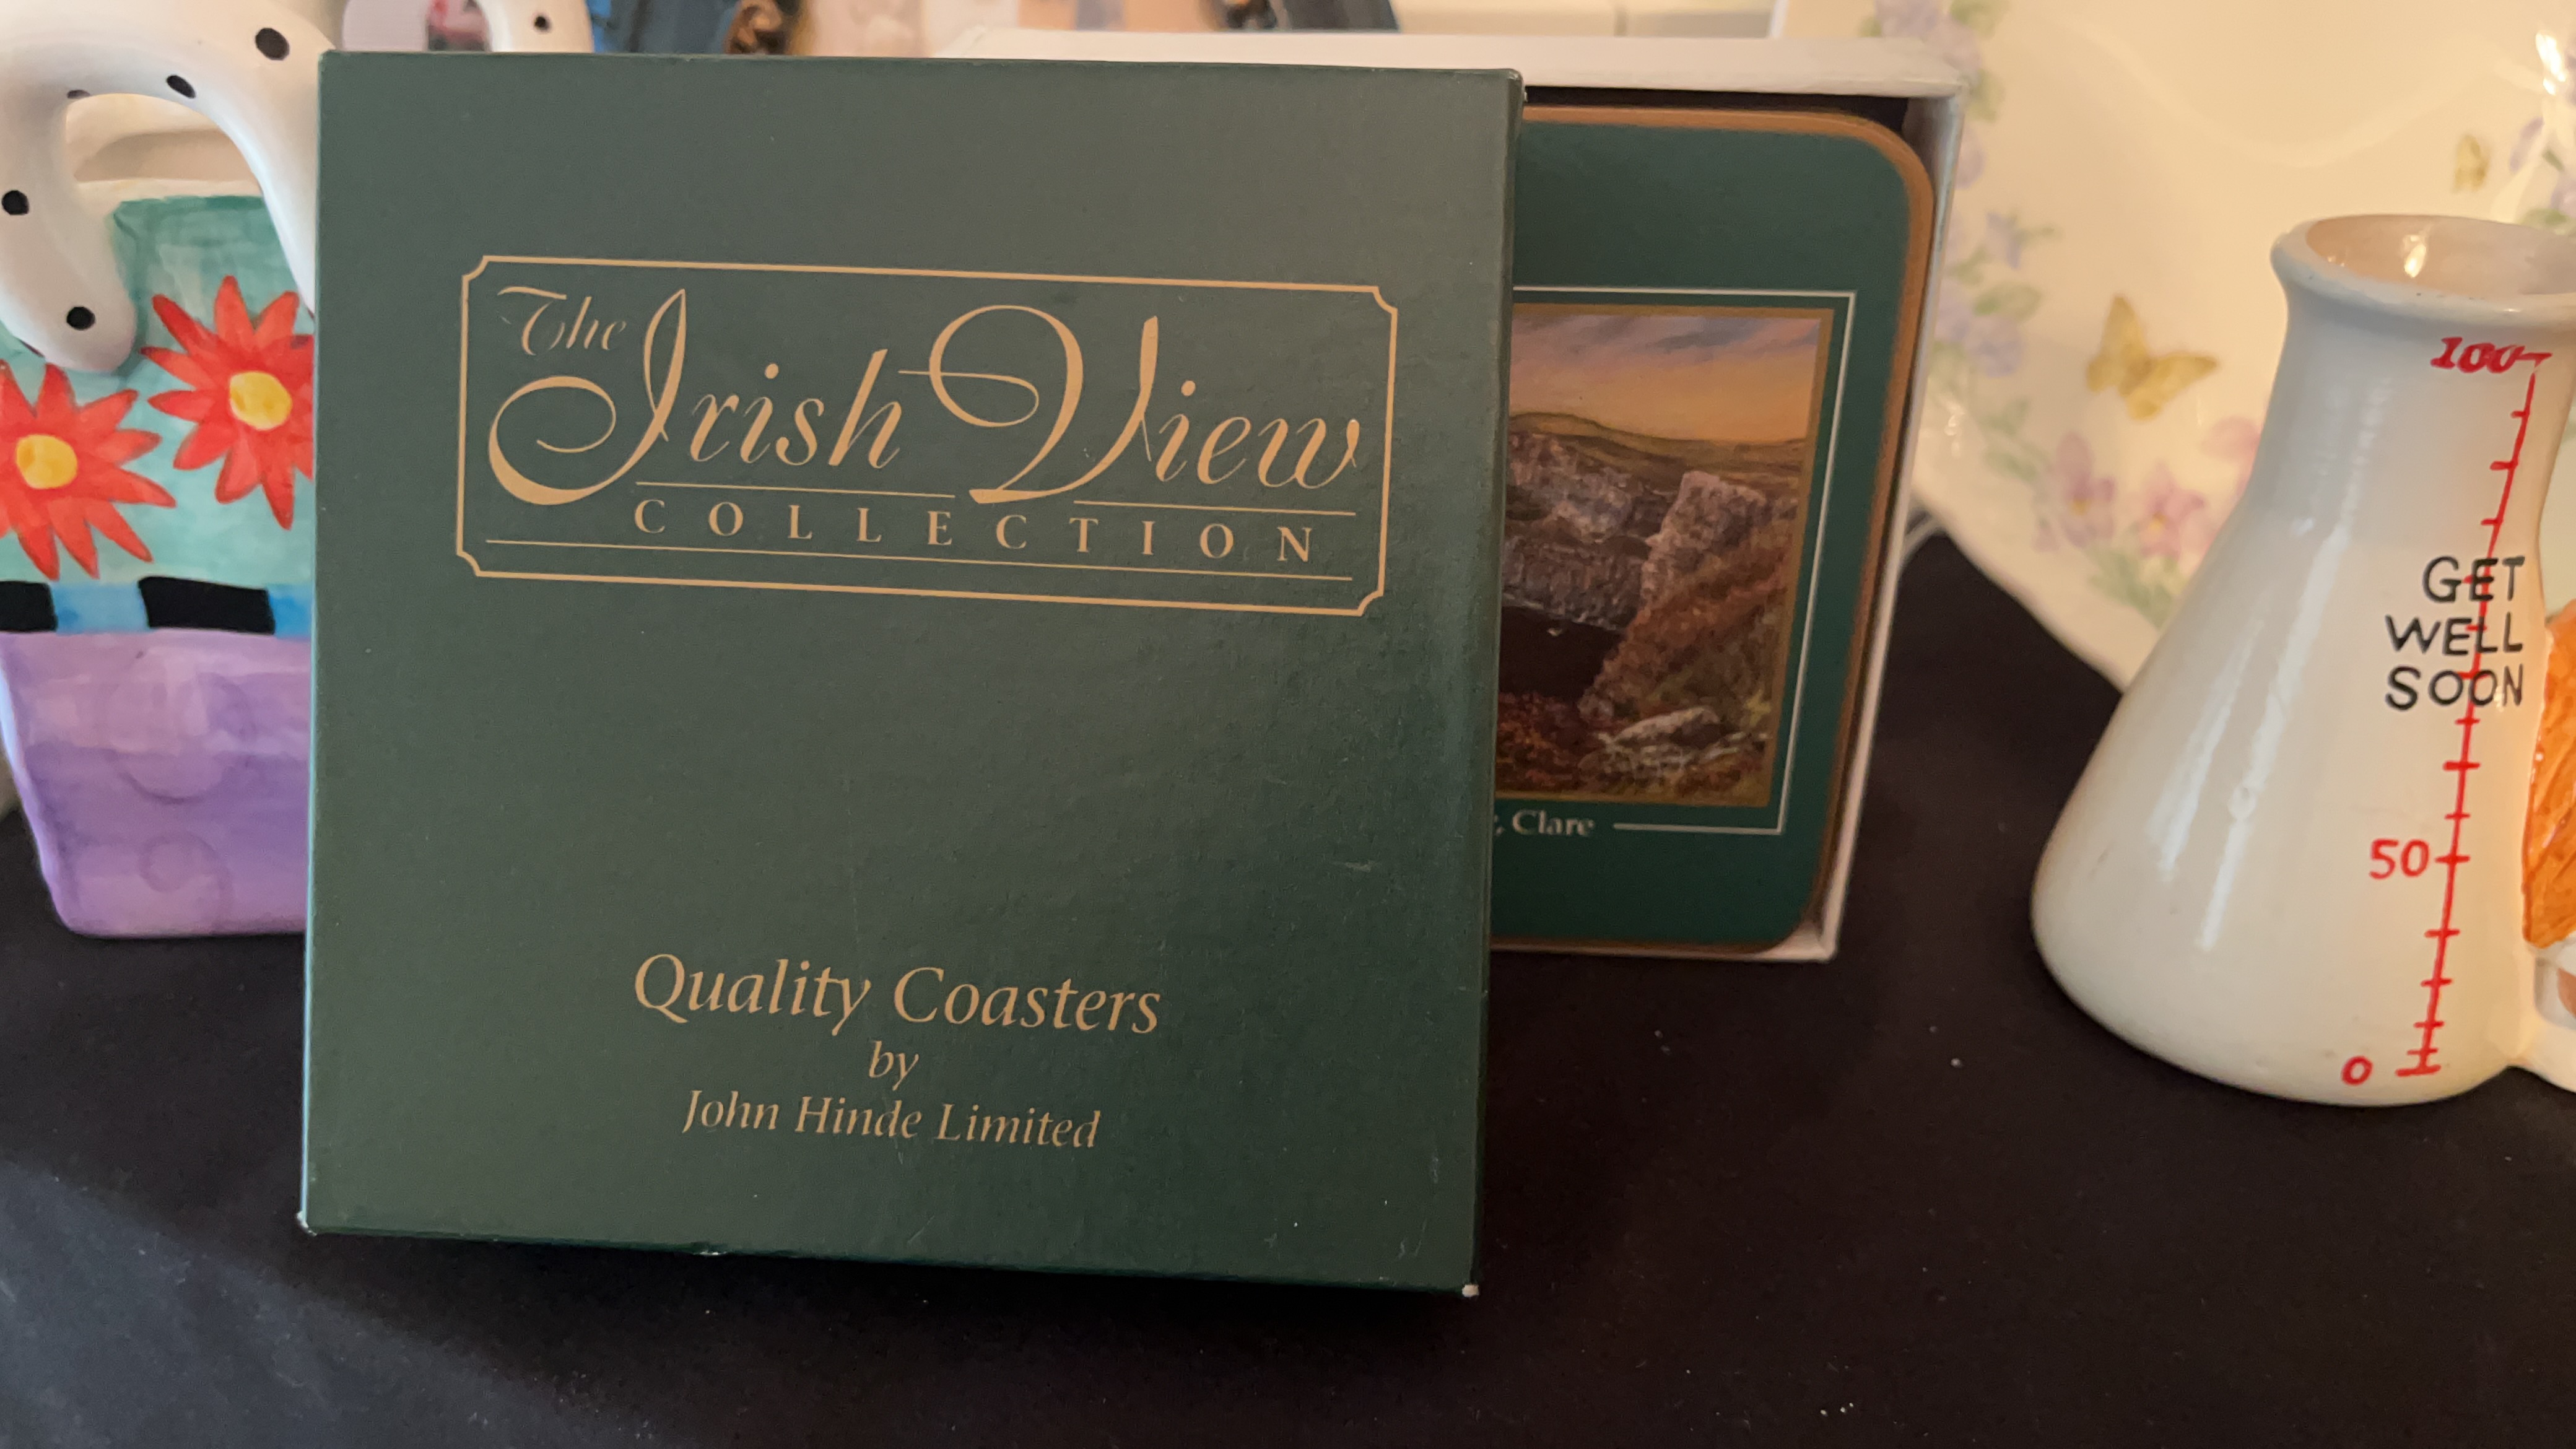 The
Irish View
COLLECTION
Quality Coasters
by
John Hinde Limited
, Clare
100
GET
WELL
SOON
50
0